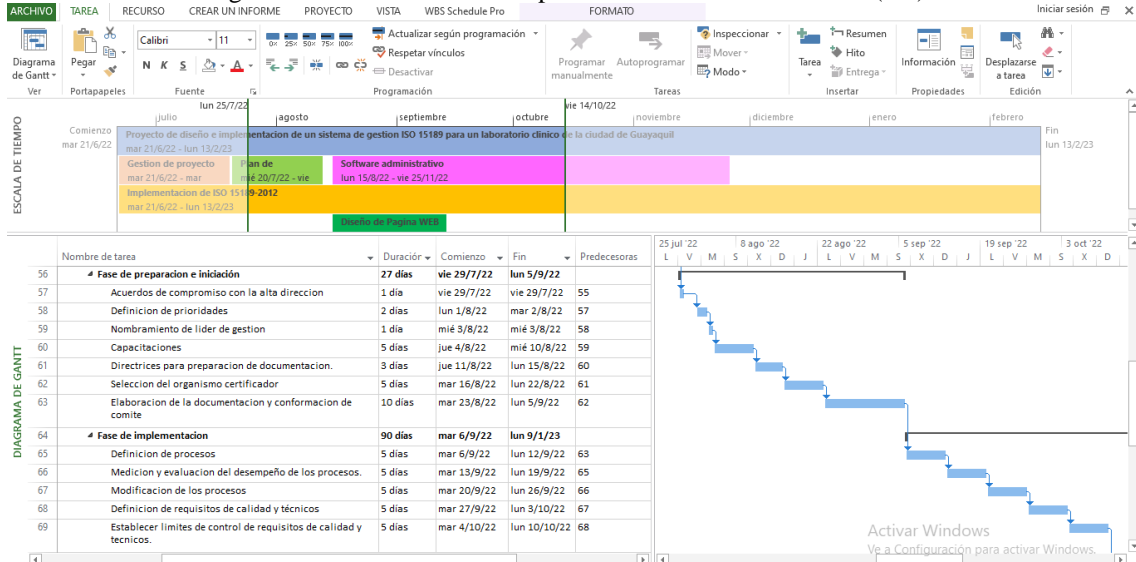 ARCHIVO TAREA RECURSO CREAR UN INFORME PROYECTO VISTA WBS Schedule Pro FORMATO Iniciar sesión
Diagrama de Gantt
Ver
Pegar
Portapapeles
Calibri 11
N K S A
Fuente
0% 25% 50% 75% 100%
Actualizar según programación
Respetar vínculos
Desactivar
Programación
Programar manualmente
Autoprogramar
Inspeccionar
Mover
Modo
Tareas
Tarea
Resumen
Hito
Entrega
Insertar
Información
Propiedades
Desplazarse a tarea
Edición
ESCALA DE TIEMPO
lun 25/7/22 vie 14/10/22
julio agosto septiembre octubre noviembre diciembre enero febrero
Comienzo
mar 21/6/22
Proyecto de diseño e implementacion de un sistema de gestion ISO 15189 para un laboratorio clinico de la ciudad de Guayaquil
mar 21/6/22 - lun 13/2/23
Fin
lun 13/2/23
Gestion de proyecto
mar 21/6/22 - mar
Plan de
mié 20/7/22 - vie
Software administrativo
lun 15/8/22 - vie 25/11/22
Implementacion de ISO 15189-2012
mar 21/6/22 - lun 13/2/23
Diseño de Pagina WEB
DIAGRAMA DE GANTT
Nombre de tarea Duración Comienzo Fin Predecesoras
56 Fase de preparacion e iniciación 27 días vie 29/7/22 lun 5/9/22
57 Acuerdos de compromiso con la alta direccion 1 día vie 29/7/22 vie 29/7/22 55
58 Definicion de prioridades 2 días lun 1/8/22 mar 2/8/22 57
59 Nombramiento de lider de gestion 1 día mié 3/8/22 mié 3/8/22 58
60 Capacitaciones 5 días jue 4/8/22 mié 10/8/22 59
61 Directrices para preparacion de documentacion. 3 días jue 11/8/22 lun 15/8/22 60
62 Seleccion del organismo certificador 5 días mar 16/8/22 lun 22/8/22 61
63 Elaboracion de la documentacion y conformacion de comite 10 días mar 23/8/22 lun 5/9/22 62
64 Fase de implementacion 90 días mar 6/9/22 lun 9/1/23
65 Definicion de procesos 5 días mar 6/9/22 lun 12/9/22 63
66 Medicion y evaluacion del desempeño de los procesos. 5 días mar 13/9/22 lun 19/9/22 65
67 Modificacion de los procesos 5 días mar 20/9/22 lun 26/9/22 66
68 Definicion de requisitos de calidad y técnicos 5 días mar 27/9/22 lun 3/10/22 67
69 Establecer limites de control de requisitos de calidad y tecnicos. 5 días mar 4/10/22 lun 10/10/22 68
25 jul '22 8 ago '22 22 ago '22 5 sep '22 19 sep '22 3 oct '22
L V M S X D J L V M S X D J L V M S X D
Activar Windows
Ve a Configuración para activar Windows.